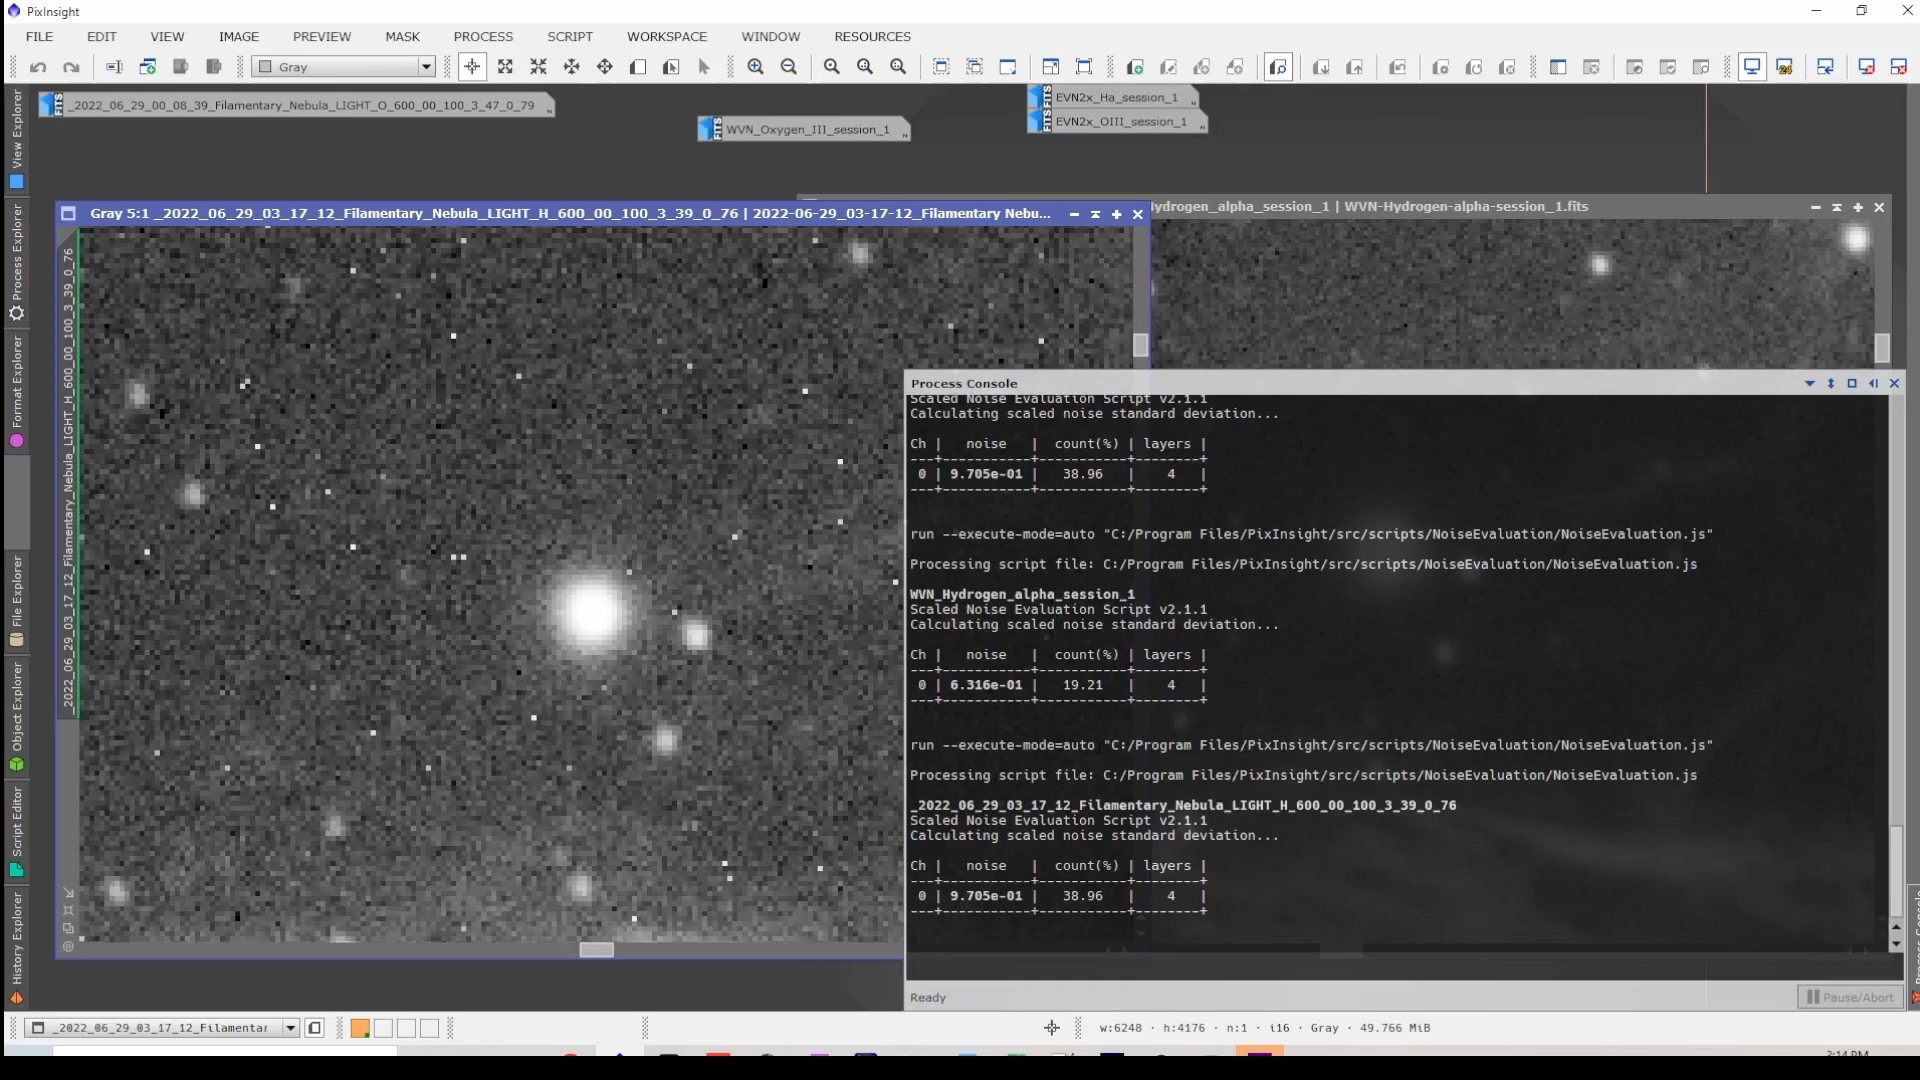 PixInsight
FILE EDIT VIEW IMAGE PREVIEW MASK PROCESS SCRIPT WORKSPACE WINDOW RESOURCES
Gray
24
_2022_06_29_00_08_39_Filamentary_Nebula_LIGHT_O_600_00_100_3_47_0_79
FITS
WVN_Oxygen_III_session_1
FITS
EVN2x_Ha_session_1
FITS
EVN2x_OIII_session_1
FITS
View Explorer
Process Explorer
Format Explorer
File Explorer
Object Explorer
Script Editor
History Explorer
Gray 5:1 _2022_06_29_03_17_12_Filamentary_Nebula_LIGHT_H_600_00_100_3_39_0_76 | 2022-06-29_03-17-12_Filamentary Nebu...
ydrogen_alpha_session_1 | WVN-Hydrogen-alpha-session_1.fits
_2022_06_29_03_17_12_Filamentary_Nebula_LIGHT_H_600_00_100_3_39_0_76
Process Console
Scaled Noise Evaluation Script v2.1.1
Calculating scaled noise standard deviation...
Ch | noise | count(%) | layers |
---+-----------+-----------+--------+
0 | 9.705e-01 | 38.96 | 4 |
---+-----------+-----------+--------+
run --execute-mode=auto "C:/Program Files/PixInsight/src/scripts/NoiseEvaluation/NoiseEvaluation.js"
Processing script file: C:/Program Files/PixInsight/src/scripts/NoiseEvaluation/NoiseEvaluation.js
WVN_Hydrogen_alpha_session_1
Scaled Noise Evaluation Script v2.1.1
Calculating scaled noise standard deviation...
Ch | noise | count(%) | layers |
---+-----------+-----------+--------+
0 | 6.316e-01 | 19.21 | 4 |
---+-----------+-----------+--------+
run --execute-mode=auto "C:/Program Files/PixInsight/src/scripts/NoiseEvaluation/NoiseEvaluation.js"
Processing script file: C:/Program Files/PixInsight/src/scripts/NoiseEvaluation/NoiseEvaluation.js
_2022_06_29_03_17_12_Filamentary_Nebula_LIGHT_H_600_00_100_3_39_0_76
Scaled Noise Evaluation Script v2.1.1
Calculating scaled noise standard deviation...
Ch | noise | count(%) | layers |
---+-----------+-----------+--------+
0 | 9.705e-01 | 38.96 | 4 |
---+-----------+-----------+--------+
Ready
Pause/Abort
_2022_06_29_03_17_12_Filamentar
w:6248 · h:4176 · n:1 · i16 · Gray · 49.766 MiB